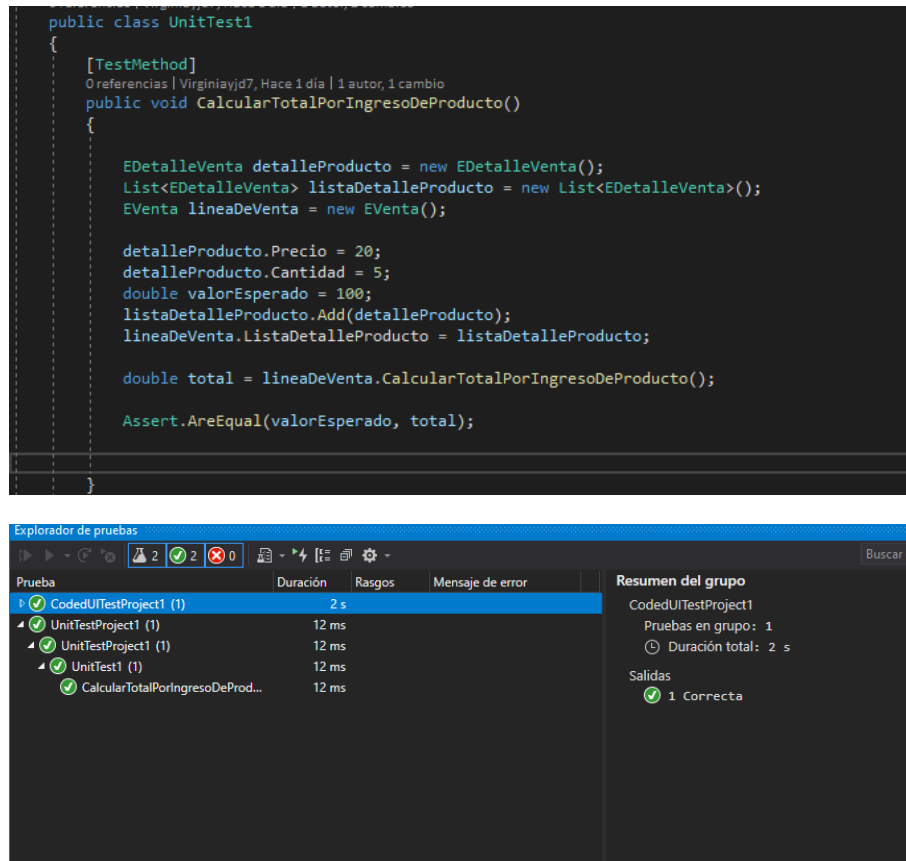 public class UnitTest1
{
[TestMethod]
0 referencias | Virginiayjd7, Hace 1 día | 1 autor, 1 cambio
public void CalcularTotalPorIngresoDeProducto()
{
EDetalleVenta detalleProducto = new EDetalleVenta();
List<EDetalleVenta> listaDetalleProducto = new List<EDetalleVenta>();
EVenta lineaDeVenta = new EVenta();
detalleProducto.Precio = 20;
detalleProducto.Cantidad = 5;
double valorEsperado = 100;
listaDetalleProducto.Add(detalleProducto);
lineaDeVenta.ListaDetalleProducto = listaDetalleProducto;
double total = lineaDeVenta.CalcularTotalPorIngresoDeProducto();
Assert.AreEqual(valorEsperado, total);
}
Explorador de pruebas
2 2 0 Buscar
Prueba Duración Rasgos Mensaje de error
CodedUITestProject1 (1) 2 s
UnitTestProject1 (1) 12 ms
UnitTestProject1 (1) 12 ms
UnitTest1 (1) 12 ms
CalcularTotalPorIngresoDeProd... 12 ms
Resumen del grupo
CodedUITestProject1
Pruebas en grupo: 1
Duración total: 2 s
Salidas
1 Correcta